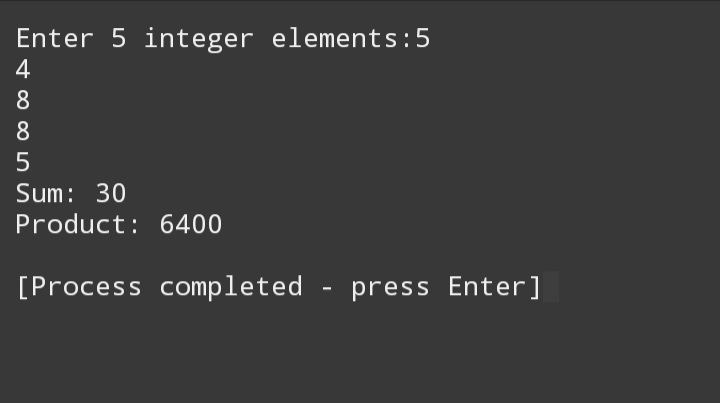 Enter 5 integer elements:5
4
8
8
5
Sum: 30
Product: 6400
[Process completed - press Enter]